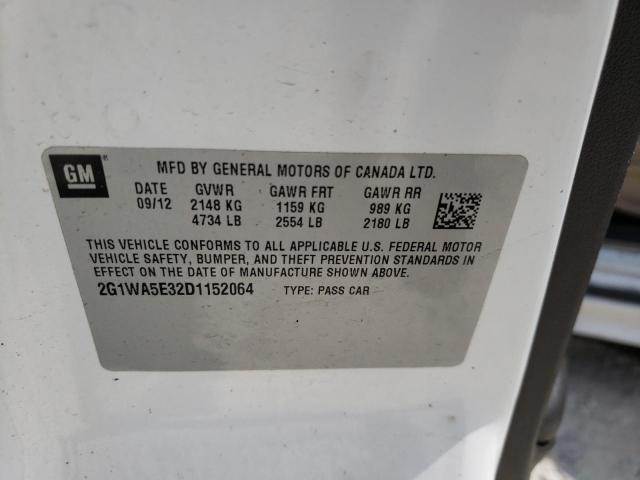 GM ®
MFD BY GENERAL MOTORS OF CANADA LTD.
DATE GVWR GAWR FRT GAWR RR
09/12 2148 KG 1159 KG 989 KG
4734 LB 2554 LB 2180 LB
THIS VEHICLE CONFORMS TO ALL APPLICABLE U.S. FEDERAL MOTOR
VEHICLE SAFETY, BUMPER, AND THEFT PREVENTION STANDARDS IN
EFFECT ON THE DATE OF MANUFACTURE SHOWN ABOVE.
2G1WA5E32D1152064 TYPE: PASS CAR